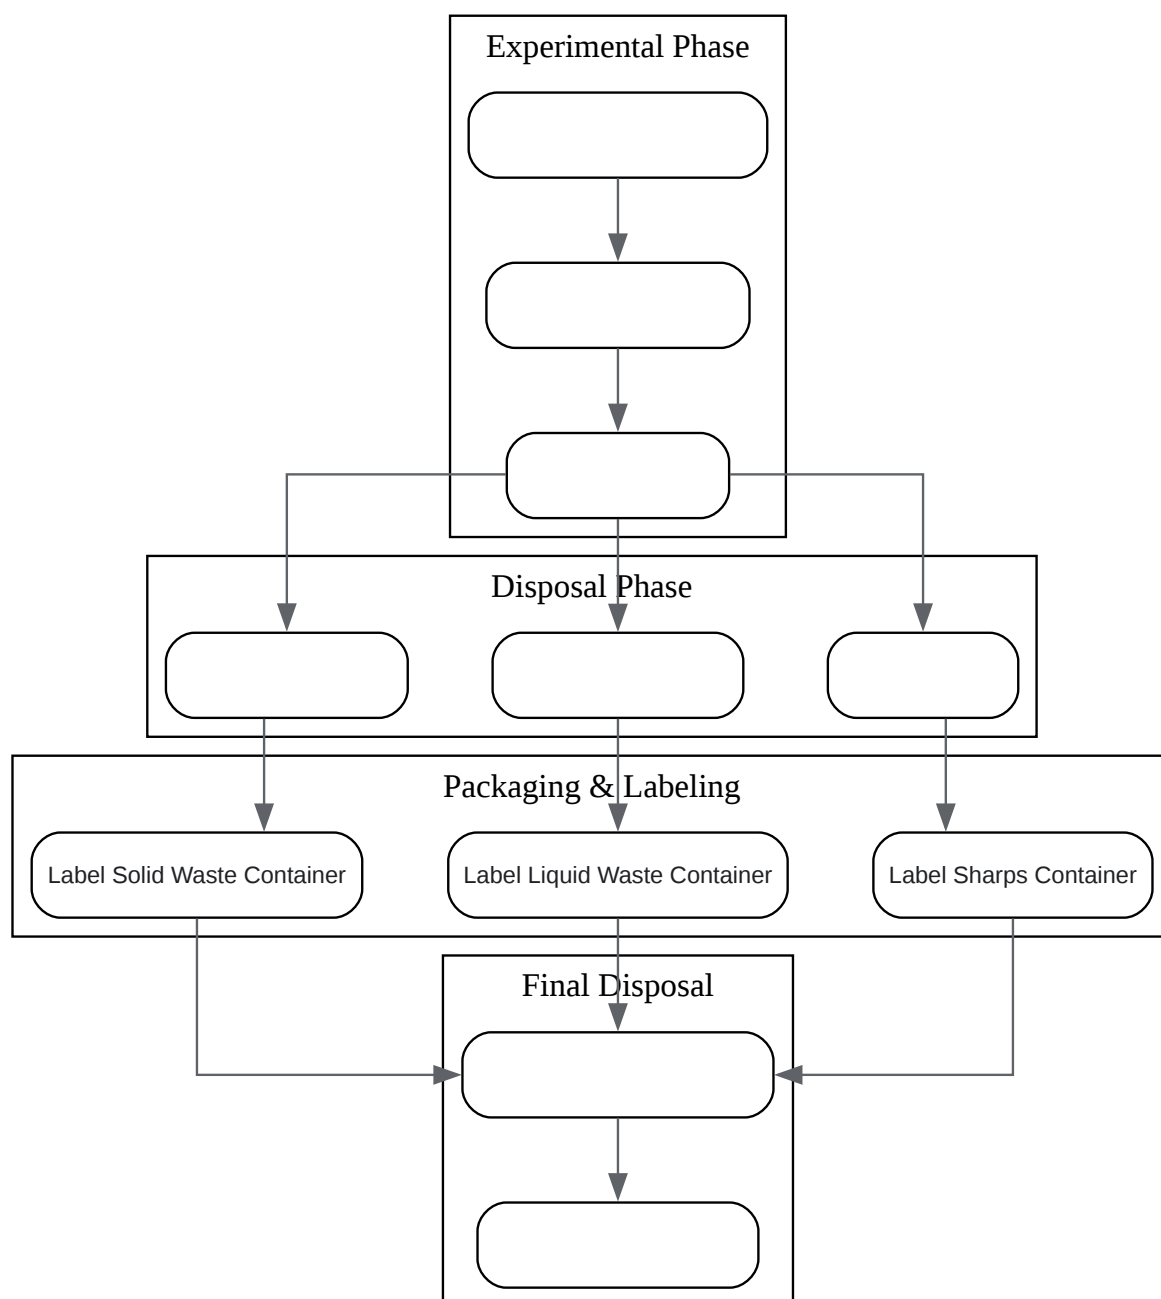 Experimental Phase
Disposal Phase
Packaging & Labeling
Label Solid Waste Container
Label Liquid Waste Container
Label Sharps Container
Final Disposal